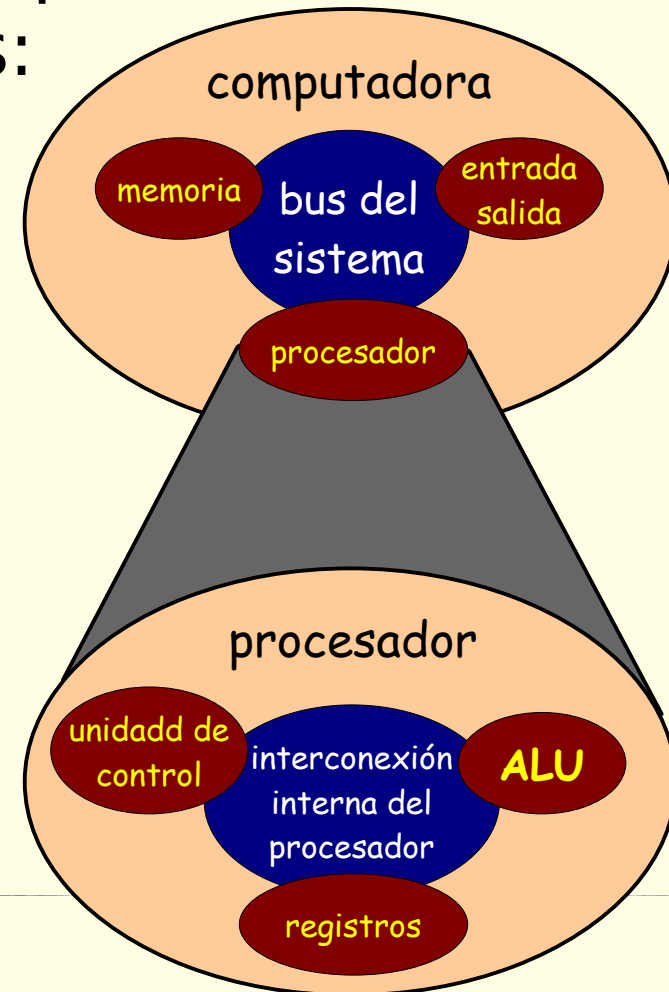 s:
computadora
memoria
bus del
sistema
entrada
salida
procesador
procesador
unidadd de
control
interconexión
interna del
procesador
ALU
registros